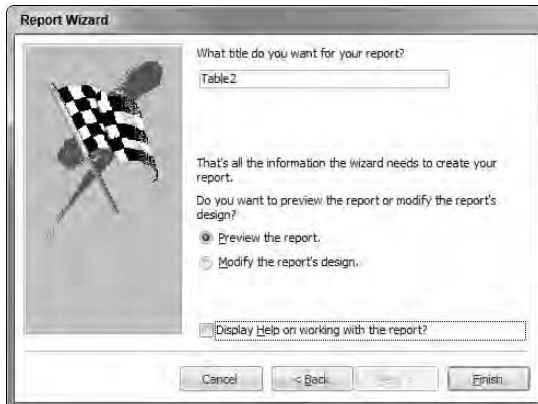 Report Wizard
What title do you want for your report?
Table2
That's all the information the wizard needs to create your
report.
Do you want to preview the report or modify the report's
design?
Preview the report.
Modify the report's design.
Display Help on working with the report?
Cancel
< Back
Finish